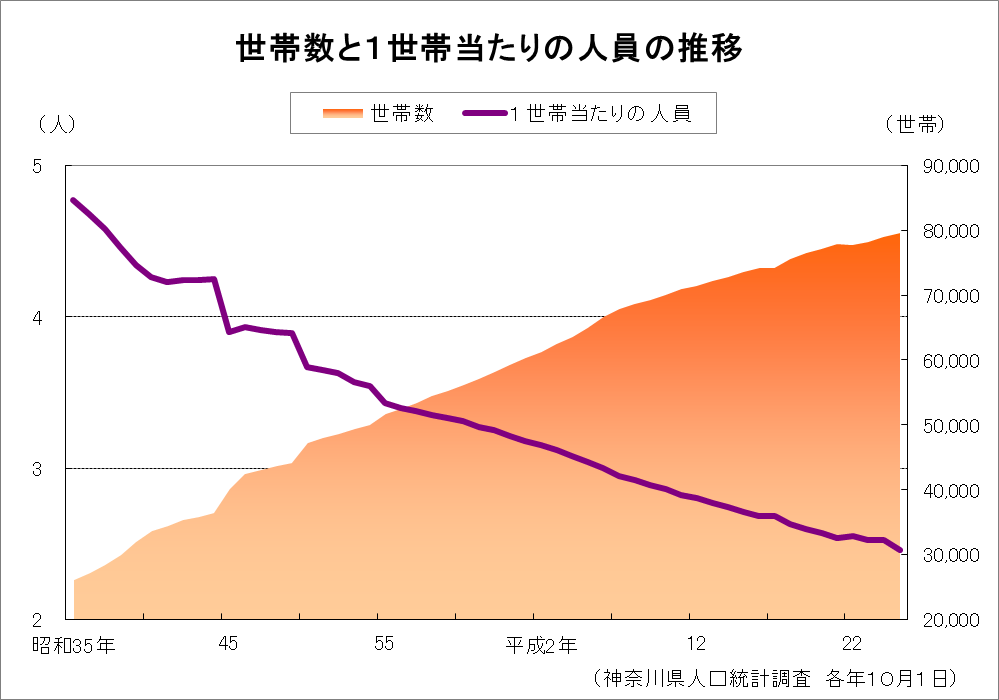 世帯数と1世帯当たりの人員の推移
世帯数 1世帯当たりの人員
（人） （世帯）
5 90,000
80,000
70,000
4
60,000
50,000
3
40,000
30,000
2 20,000
昭和35年 45 55 平成2年 12 22
（神奈川県人口統計調査 各年10月1日）